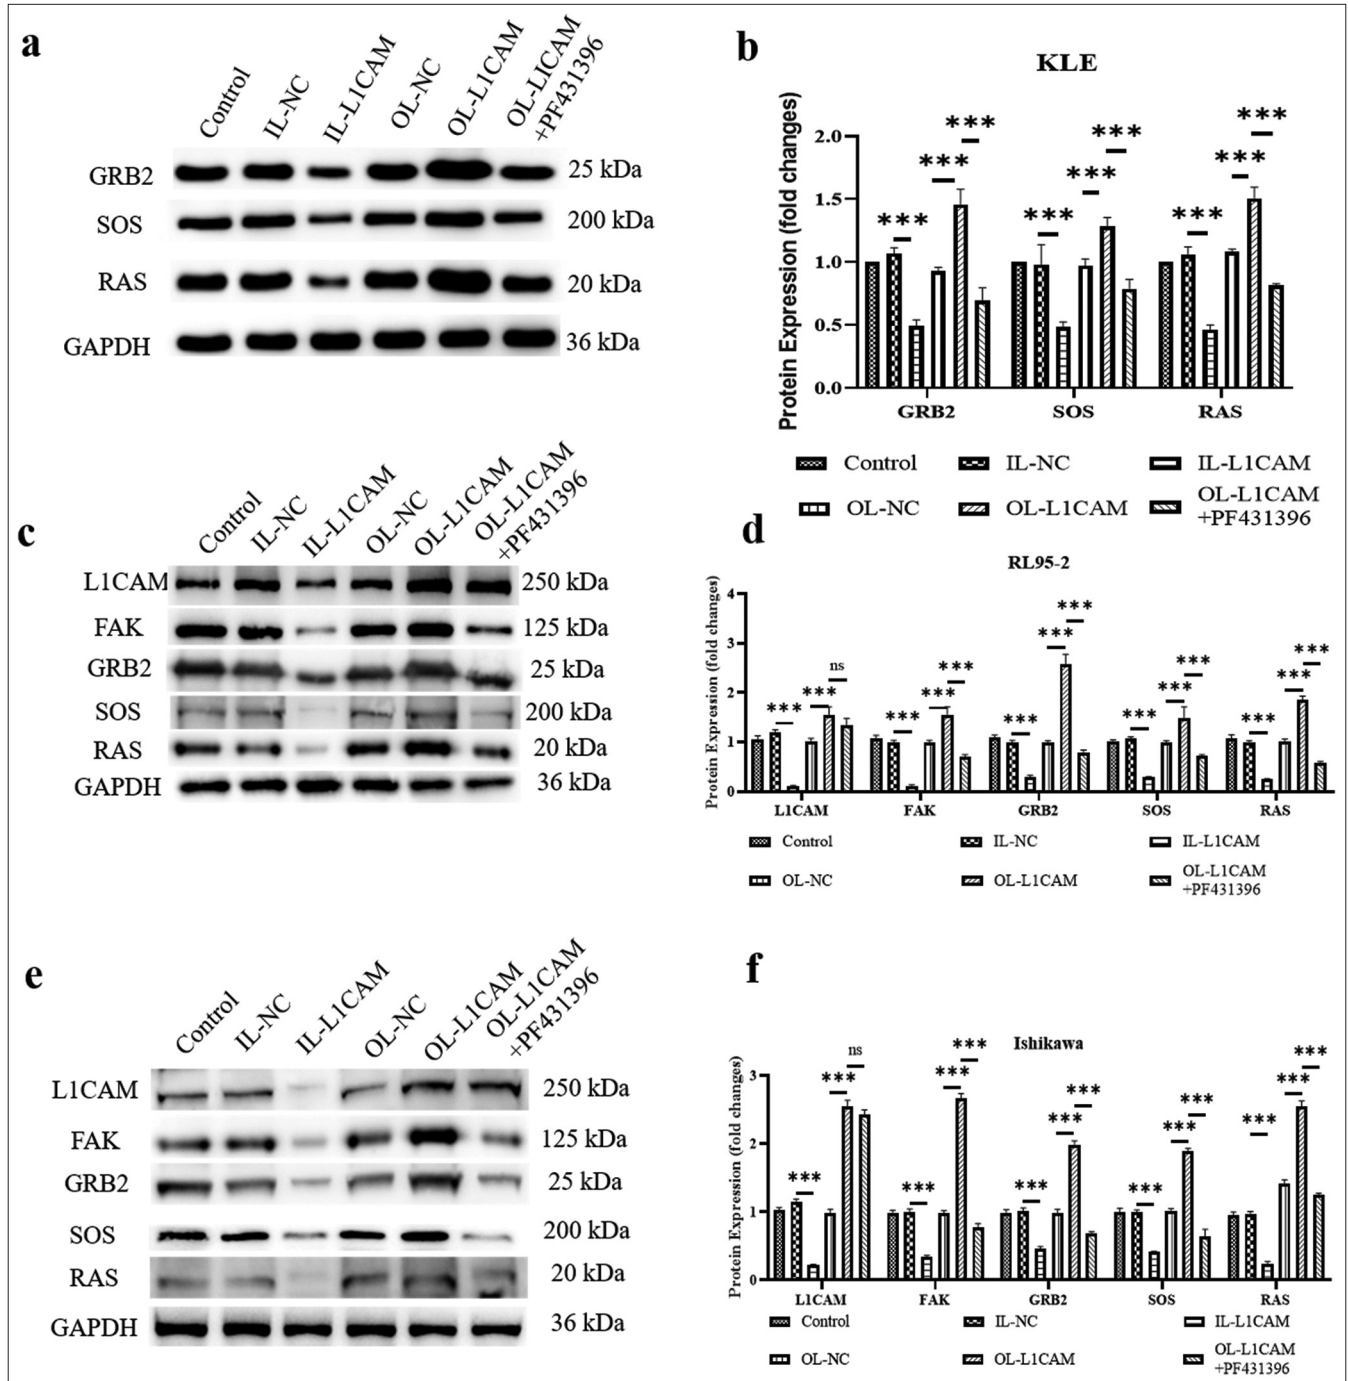 a
Control
IL-NC
IL-L1CAM
OL-NC
OL-L1CAM
OL-LICAM
+PF431396
GRB2
25 kDa
SOS
200 kDa
RAS
20 kDa
GAPDH
36 kDa
b
KLE
Protein Expression (fold changes)
2.0
1.5
1.0
0.5
0.0
*** *** ***
*** *** ***
*** *** ***
GRB2 SOS RAS
Control IL-NC IL-L1CAM
OL-NC OL-L1CAM OL-L1CAM
+PF431396
c
Control
IL-NC
IL-L1CAM
OL-NC
OL-L1CAM
OL-L1CAM
+PF431396
L1CAM
250 kDa
FAK
125 kDa
GRB2
25 kDa
SOS
200 kDa
RAS
20 kDa
GAPDH
36 kDa
d
RL95-2
Protein Expression (fold changes)
4
3
2
1
0
*** *** ns
*** *** ***
*** *** ***
*** *** ***
*** *** ***
L1CAM FAK GRB2 SOS RAS
Control IL-NC IL-L1CAM
OL-NC OL-L1CAM OL-L1CAM
+PF431396
e
Control
IL-NC
IL-L1CAM
OL-NC
OL-L1CAM
OL-L1CAM
+PF431396
L1CAM
250 kDa
FAK
125 kDa
GRB2
25 kDa
SOS
200 kDa
RAS
20 kDa
GAPDH
36 kDa
f
Ishikawa
Protein Expression (fold changes)
3
2
1
0
*** *** ns
*** *** ***
*** *** ***
*** *** ***
*** *** ***
L1CAM FAK GRB2 SOS RAS
Control IL-NC IL-L1CAM
OL-NC OL-L1CAM OL-L1CAM
+PF431396